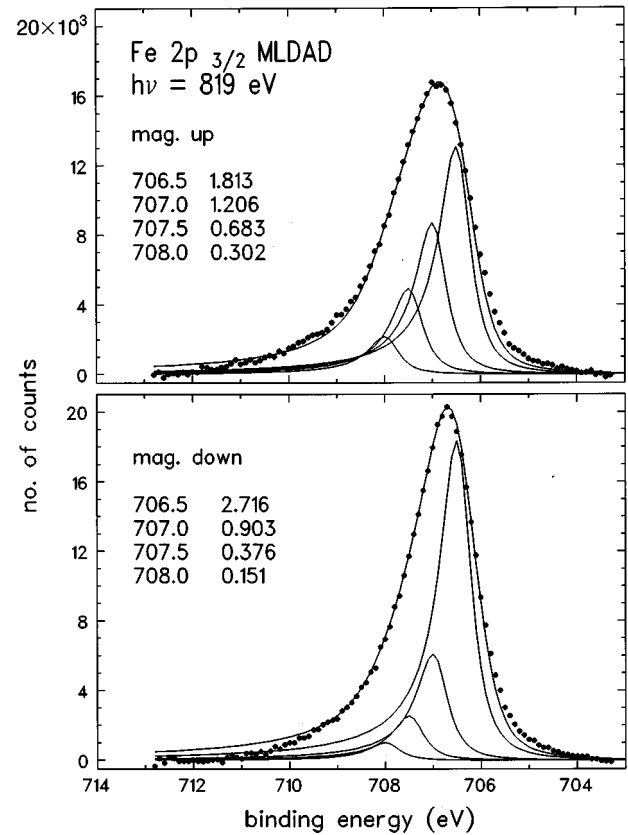 20×10³
Fe 2p 3/2 MLDAD
hν = 819 eV
16
mag. up
12
706.5 1.813
707.0 1.206
707.5 0.683
708.0 0.302
8
4
0
no. of counts
20
mag. down
16
706.5 2.716
707.0 0.903
707.5 0.376
708.0 0.151
12
8
4
0
714 712 710 708 706 704
binding energy (eV)